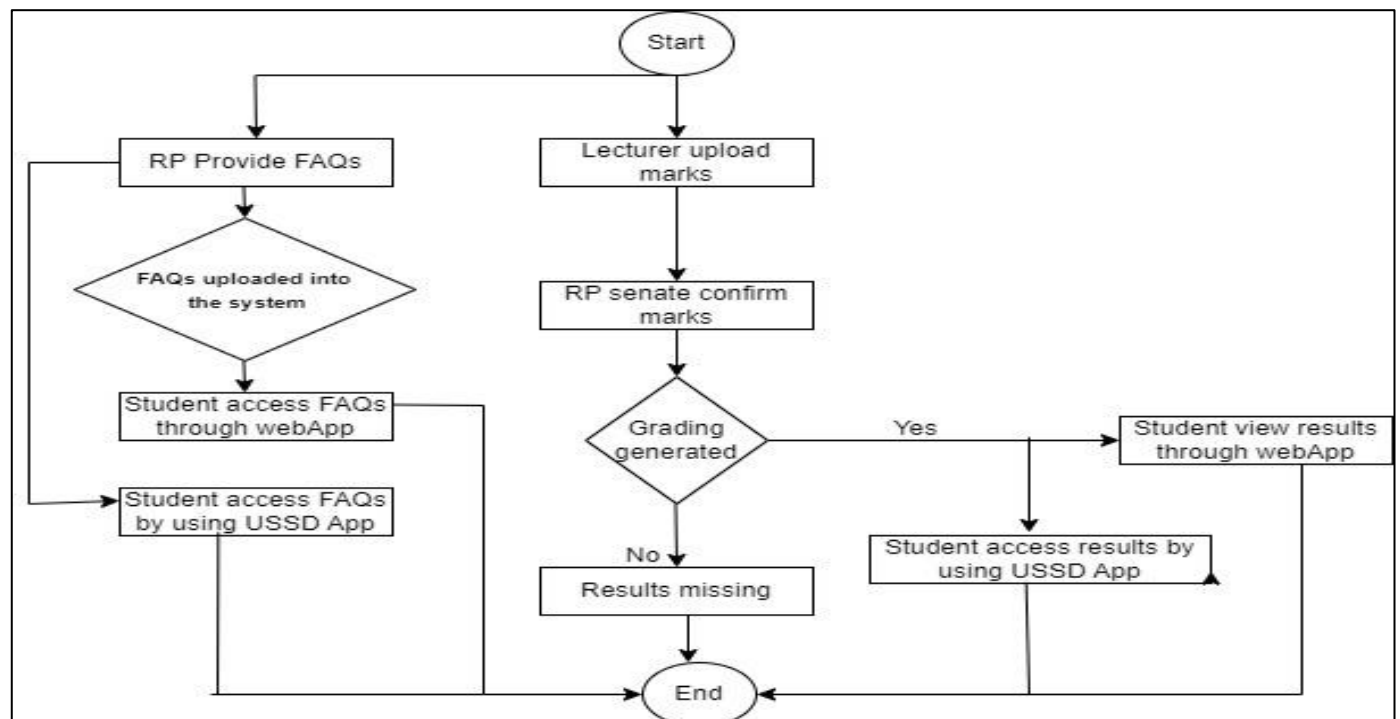 Start
RP Provide FAQs
Lecturer upload
marks
FAQs uploaded into
the system
RP senate confirm
marks
Student access FAQs
through webApp
Grading
generated
Yes
Student view results
through webApp
Student access FAQs
by using USSD App
No
Student access results by
using USSD App
Results missing
End